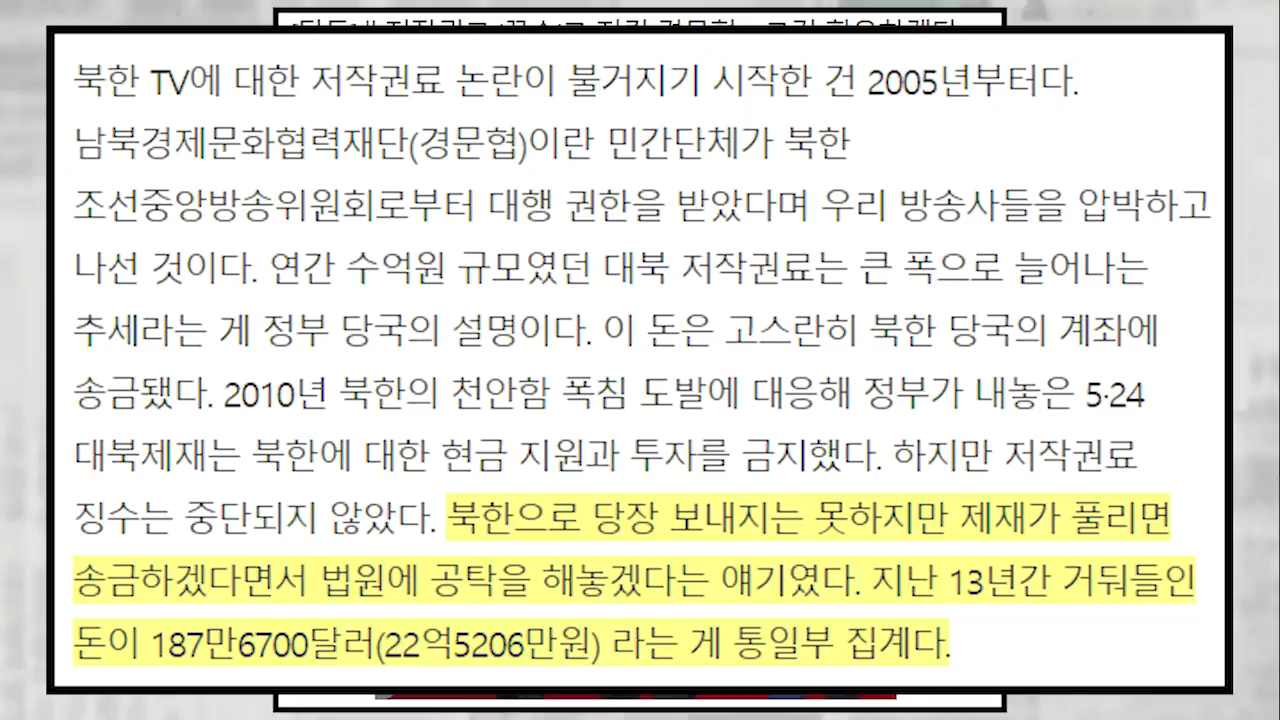 북한 TV에 대한 저작권료 논란이 불거지기 시작한 건 2005년부터다.
남북경제문화협력재단(경문협)이란 민간단체가 북한
조선중앙방송위원회로부터 대행 권한을 받았다며 우리 방송사들을 압박하고
나선 것이다. 연간 수억원 규모였던 대북 저작권료는 큰 폭으로 늘어나는
추세라는 게 정부 당국의 설명이다. 이 돈은 고스란히 북한 당국의 계좌에
송금됐다. 2010년 북한의 천안함 폭침 도발에 대응해 정부가 내놓은 5·24
대북제재는 북한에 대한 현금 지원과 투자를 금지했다. 하지만 저작권료
징수는 중단되지 않았다. 북한으로 당장 보내지는 못하지만 제재가 풀리면
송금하겠다면서 법원에 공탁을 해놓겠다는 얘기였다. 지난 13년간 거둬들인
돈이 187만6700달러(22억5206만원) 라는 게 통일부 집계다.